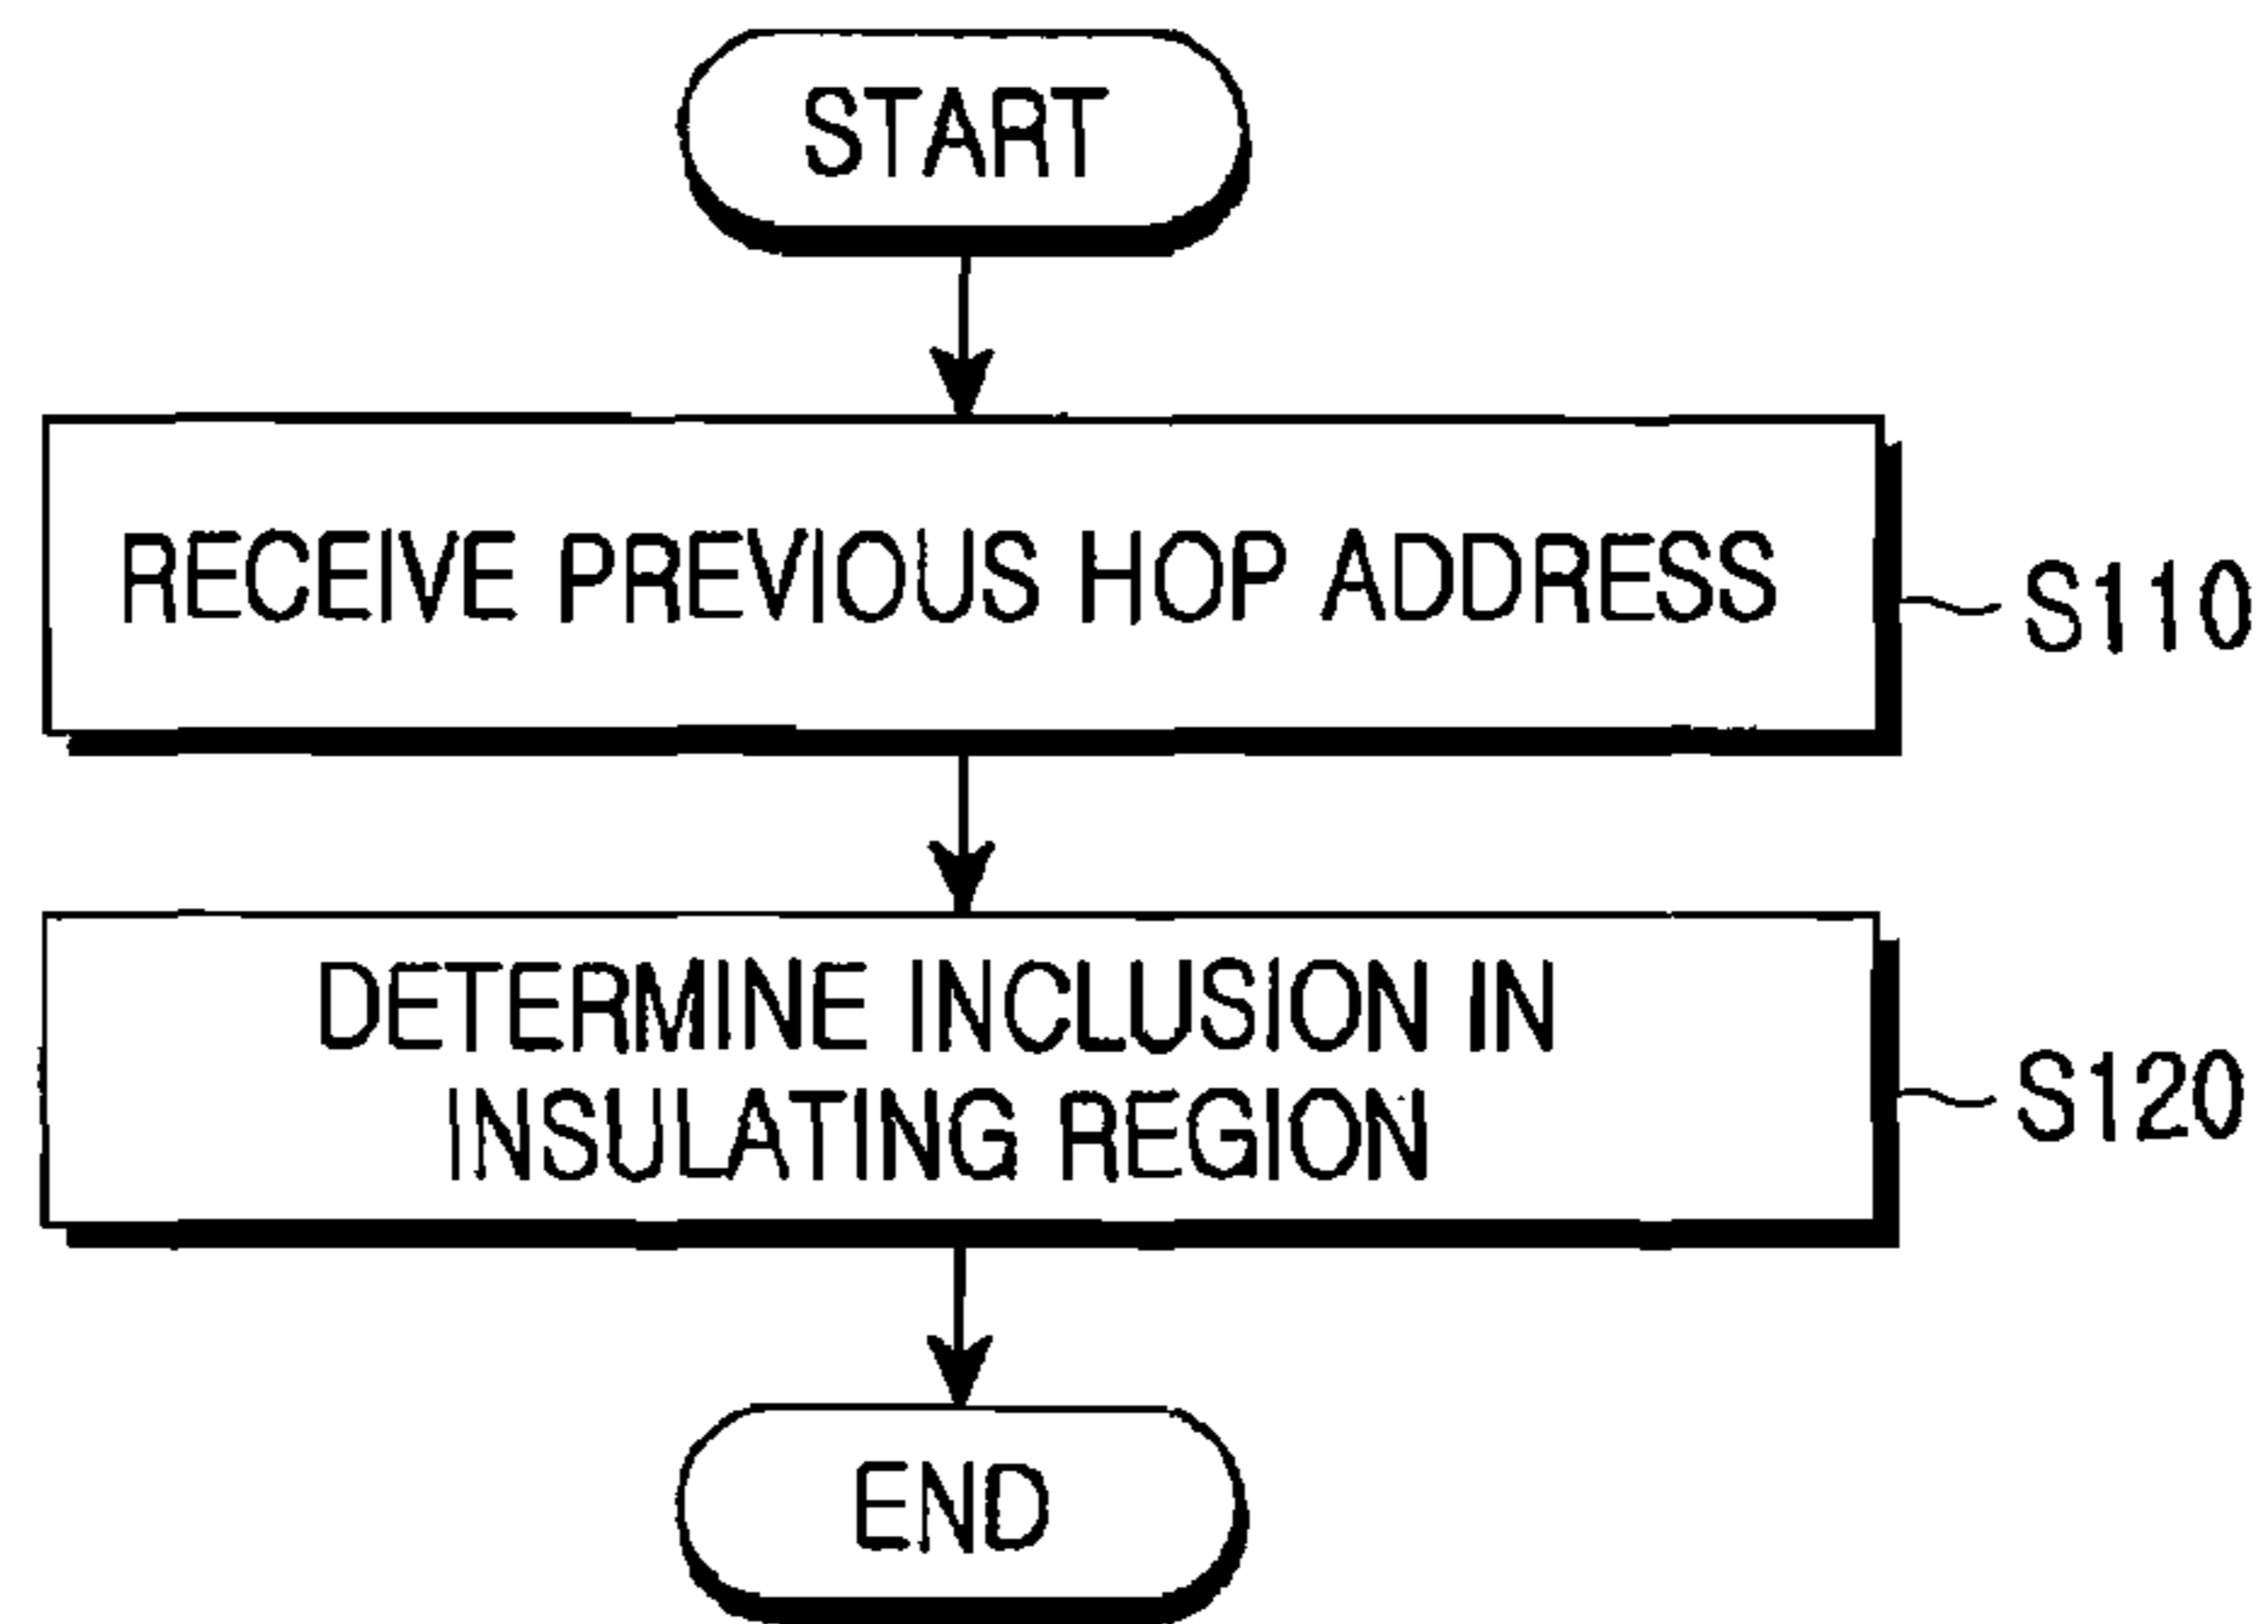 START
RECEIVE PREVIOUS HOP ADDRESS
S110
DETERMINE INCLUSION IN
INSULATING REGION
S120
END